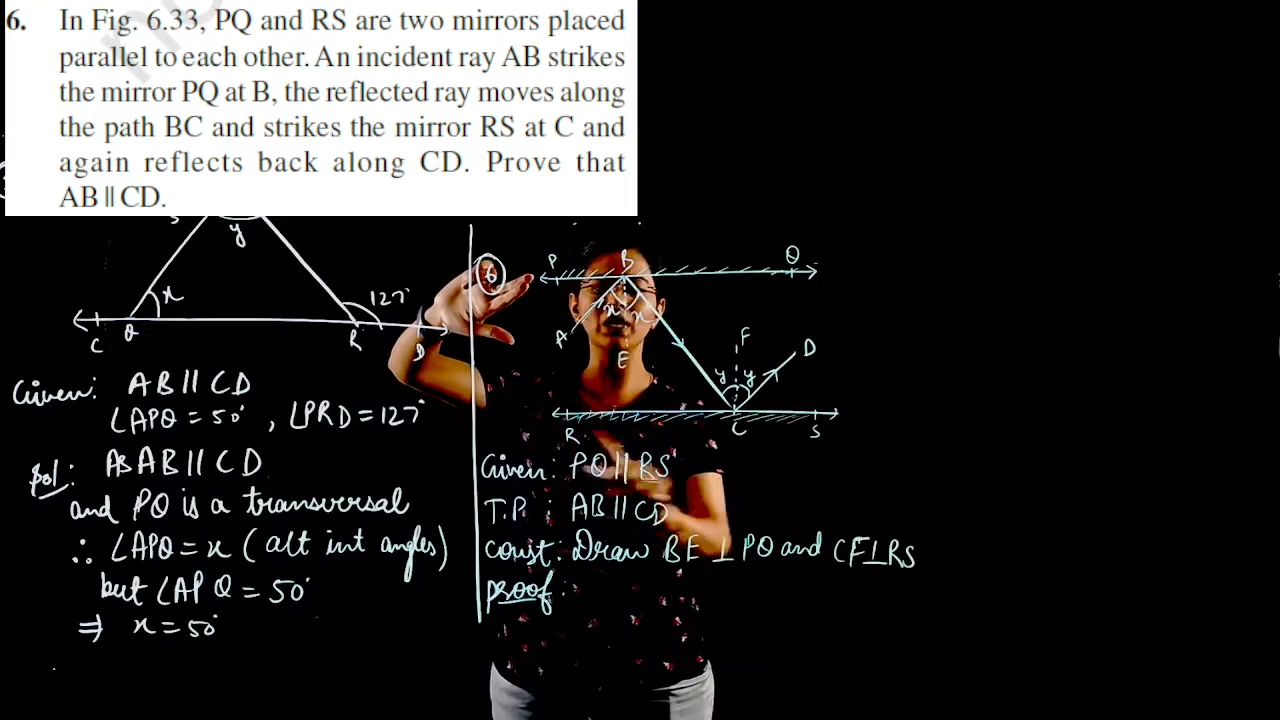 6. In Fig. 6.33, PQ and RS are two mirrors placed
parallel to each other. An incident ray AB strikes
the mirror PQ at B, the reflected ray moves along
the path BC and strikes the mirror RS at C and
again reflects back along CD. Prove that
AB || CD.
y
x
127°
C Q R D
Given: AB || CD
∠APQ = 50° , ∠PRD = 127°
Sol: As AB || CD
and PQ is a transversal
∴ ∠APQ = x (alt int angles)
but ∠APQ = 50°
⇒ x = 50°
6
P B Q
A x x
E
F
D
y y
R C S
Given: PQ || RS
T.P : AB || CD
Const: Draw BE ⊥ PQ and CF ⊥ RS
Proof: